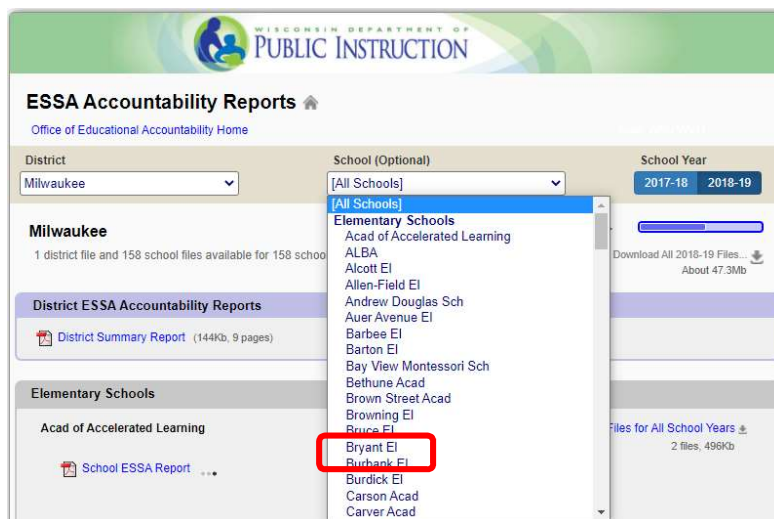 WISCONSIN DEPARTMENT OF
PUBLIC INSTRUCTION
ESSA Accountability Reports
Office of Educational Accountability Home
District
School (Optional)
School Year
Milwaukee
[All Schools]
2017-18 2018-19
[All Schools]
Elementary Schools
Acad of Accelerated Learning
ALBA
Alcott El
Allen-Field El
Andrew Douglas Sch
Auer Avenue El
Barbee El
Barton El
Bay View Montessori Sch
Bethune Acad
Brown Street Acad
Browning El
Bruce El
Bryant El
Burbank El
Burdick El
Carson Acad
Carver Acad
Milwaukee
1 district file and 158 school files available for 158 schoo
Download All 2018-19 Files...
About 47.3Mb
District ESSA Accountability Reports
District Summary Report (144Kb, 9 pages)
Elementary Schools
Acad of Accelerated Learning
Files for All School Years
2 files, 496Kb
School ESSA Report